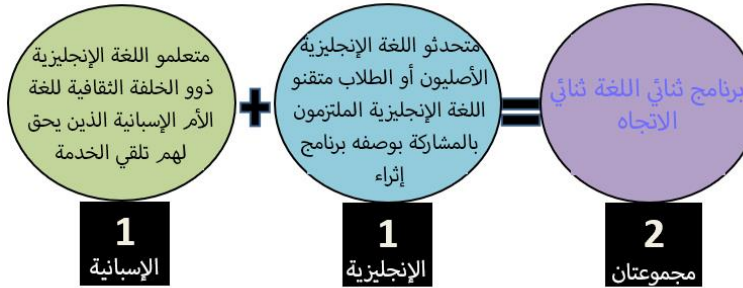 متعلمو اللغة الإنجليزية
ذوو الخلفة الثقافية للغة
الأم الإسبانية الذين يحق
لهم تلقي الخدمة
+
متحدثو اللغة الإنجليزية
الأصليون أو الطلاب متقنو
اللغة الإنجليزية الملتزمون
بالمشاركة بوصفه برنامج
إثراء
=
برنامج ثنائي اللغة ثنائي
الاتجاه
1
الإسبانية
1
الإنجليزية
2
مجموعتان